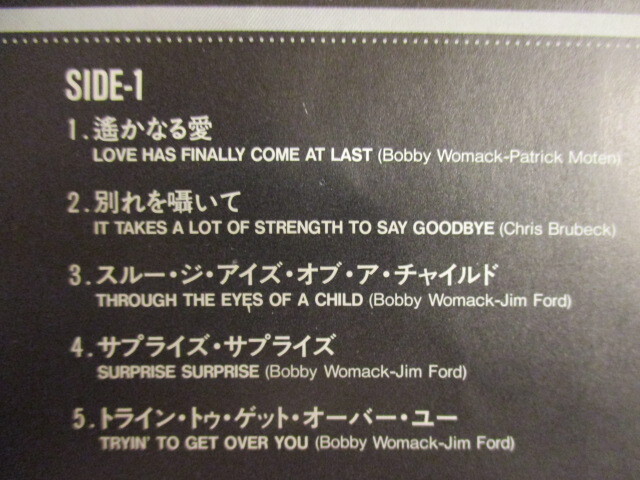 SIDE-1
1.遙かなる愛
LOVE HAS FINALLY COME AT LAST (Bobby Womack-Patrick Moten)
2.別れを囁いて
IT TAKES A LOT OF STRENGTH TO SAY GOODBYE (Chris Brubeck)
3.スルー・ジ・アイズ・オブ・ア・チャイルド
THROUGH THE EYES OF A CHILD (Bobby Womack-Jim Ford)
4.サプライズ・サプライズ
SURPRISE SURPRISE (Bobby Womack-Jim Ford)
5.トライン・トゥ・ゲット・オーバー・ユー
TRYIN' TO GET OVER YOU (Bobby Womack-Jim Ford)